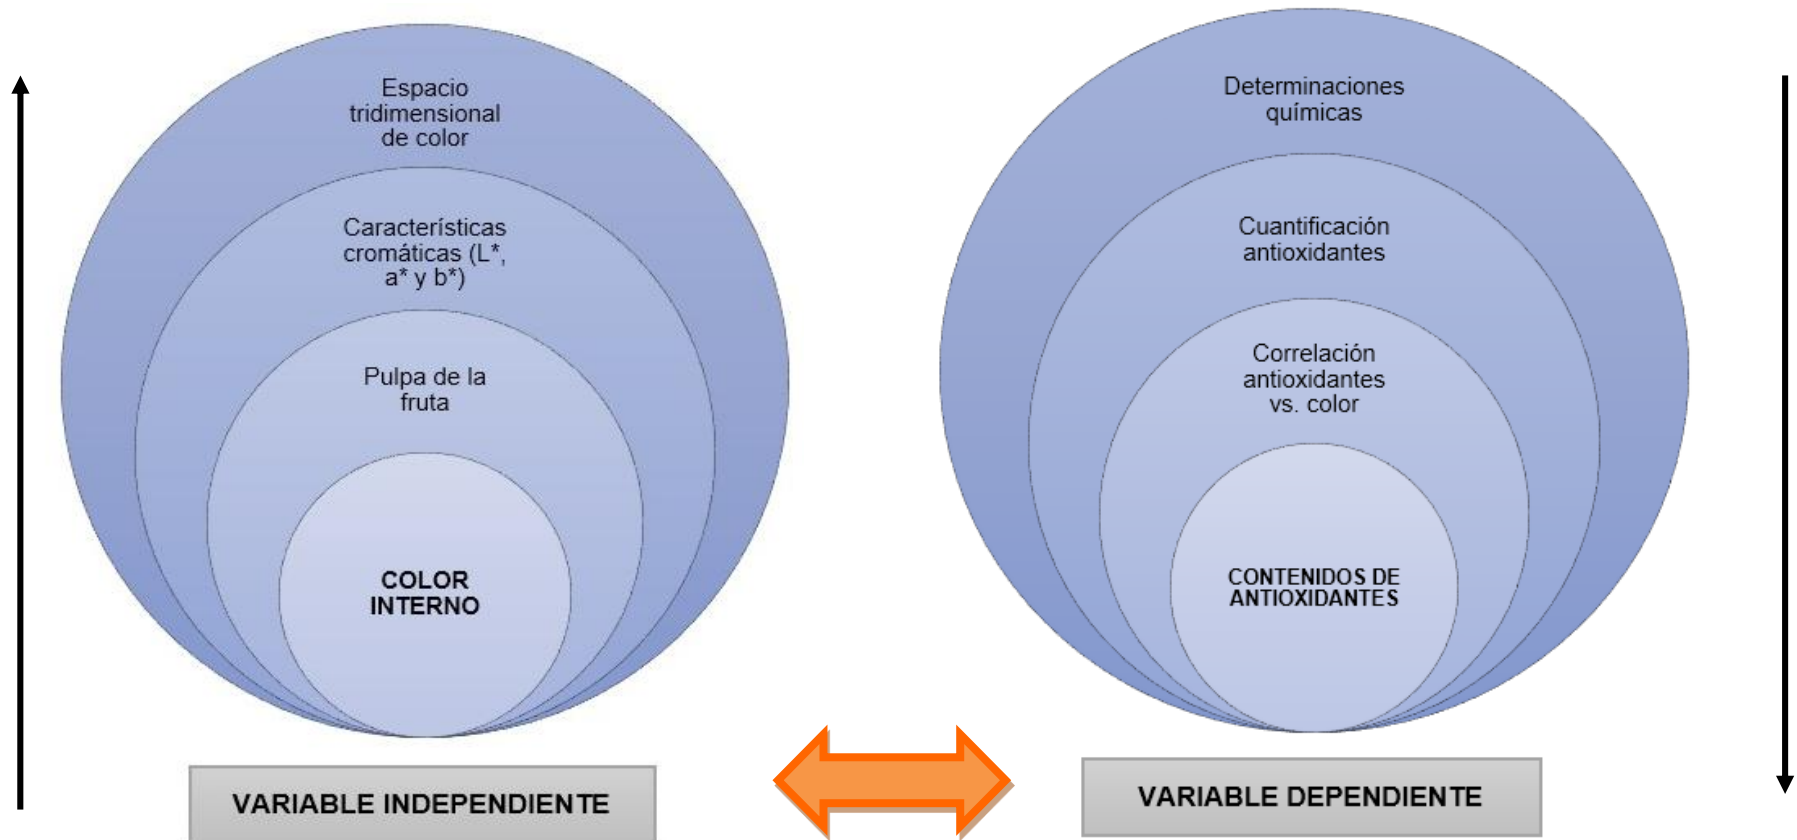 Espacio
tridimensional
de color
Características
cromáticas (L*,
a* y b*)
Pulpa de la
fruta
COLOR
INTERNO
VARIABLE INDEPENDIENTE
Determinaciones
químicas
Cuantificación
antioxidantes
Correlación
antioxidantes
vs. color
CONTENIDOS DE
ANTIOXIDANTES
VARIABLE DEPENDIENTE